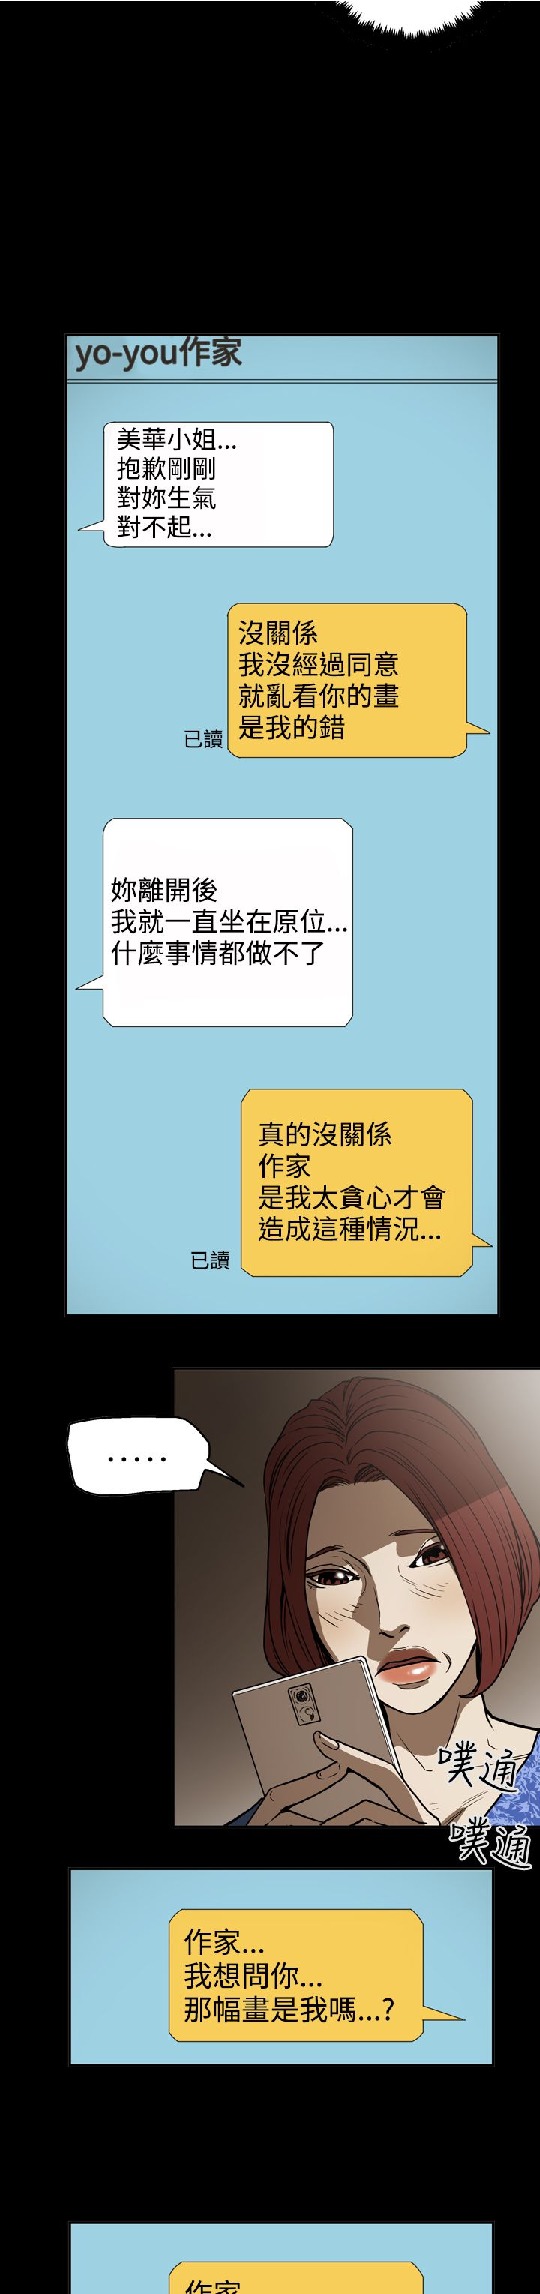 yo-you作家
美華小姐...
抱歉剛剛
對妳生氣
對不起...
沒關係
我沒經過同意
就亂看你的畫
是我的錯
已讀
妳離開後
我就一直坐在原位...
什麼事情都做不了
真的沒關係
作家
是我太貪心才會
造成這種情況...
已讀
.....
噗通
噗通
作家...
我想問你...
那幅畫是我嗎...?
作家